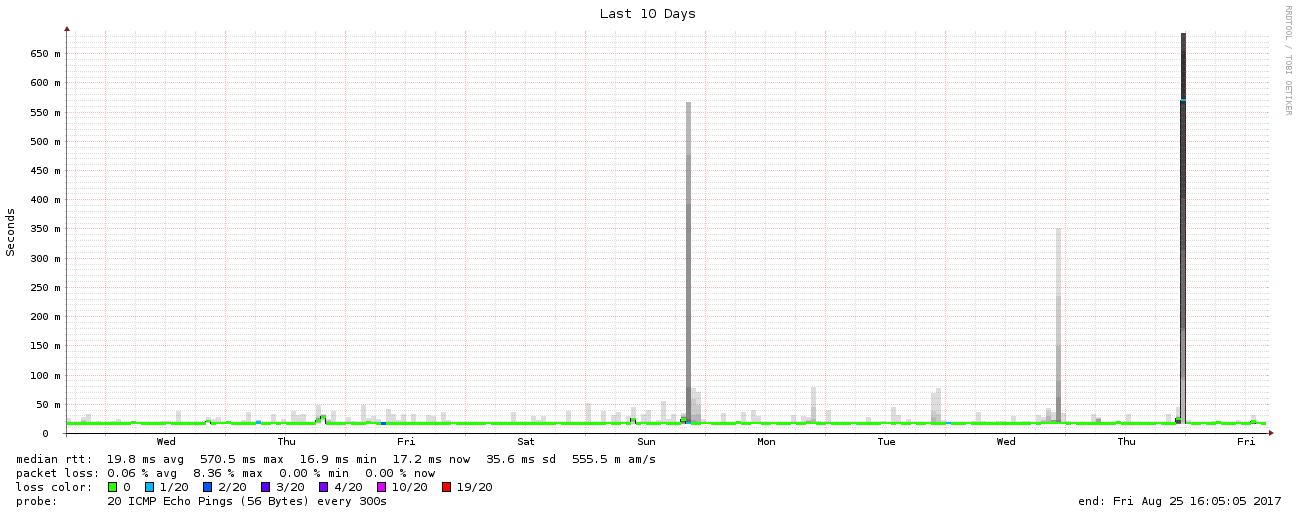 Last 10 Days
RRDTOOL / TOBI OETIKER
Seconds
650 m
600 m
550 m
500 m
450 m
400 m
350 m
300 m
250 m
200 m
150 m
100 m
50 m
0
Wed Thu Fri Sat Sun Mon Tue Wed Thu Fri
median rtt: 19.8 ms avg 570.5 ms max 16.9 ms min 17.2 ms now 35.6 ms sd 555.5 m am/s
packet loss: 0.06 % avg 8.36 % max 0.00 % min 0.00 % now
loss color: 0 1/20 2/20 3/20 4/20 10/20 19/20
probe: 20 ICMP Echo Pings (56 Bytes) every 300s end: Fri Aug 25 16:05:05 2017